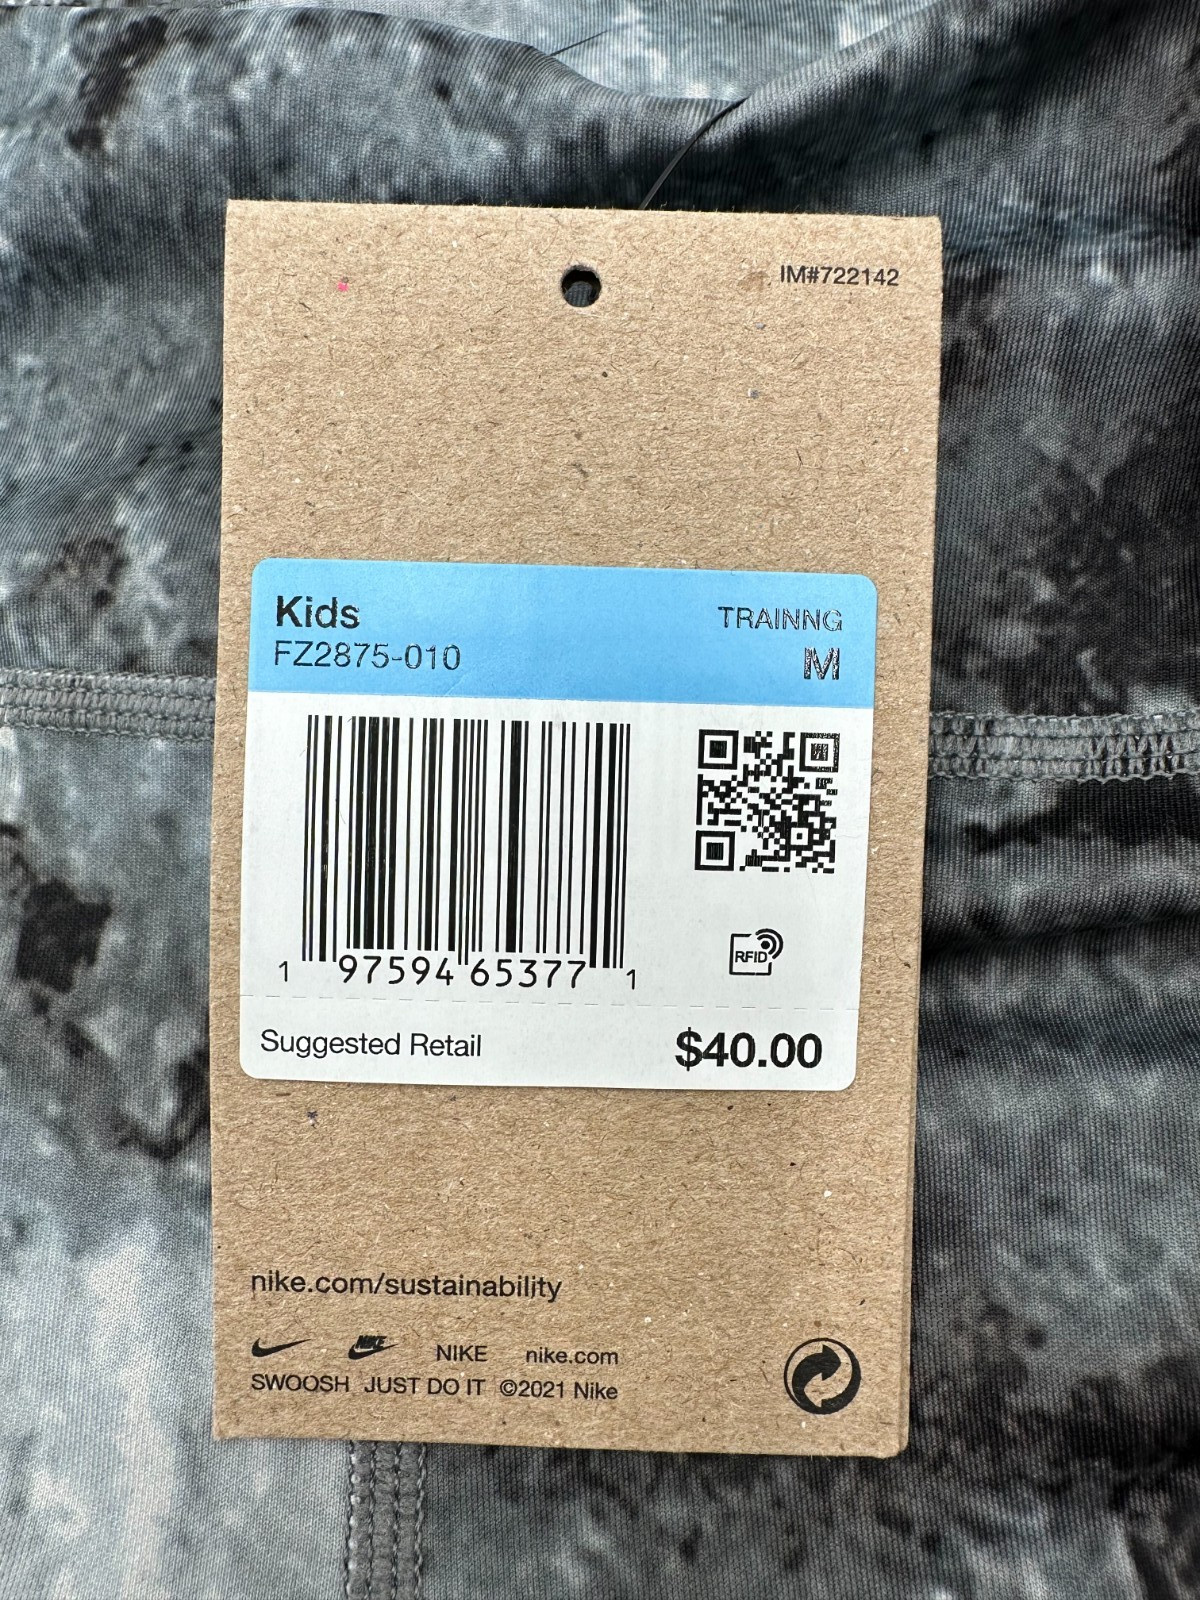 IM#722142
Kids TRAINNG
FZ2875-010 M
1 97594 65377 1
RFID
Suggested Retail $40.00
nike.com/sustainability
NIKE NIKE nike.com
SWOOSH JUST DO IT ©2021 Nike